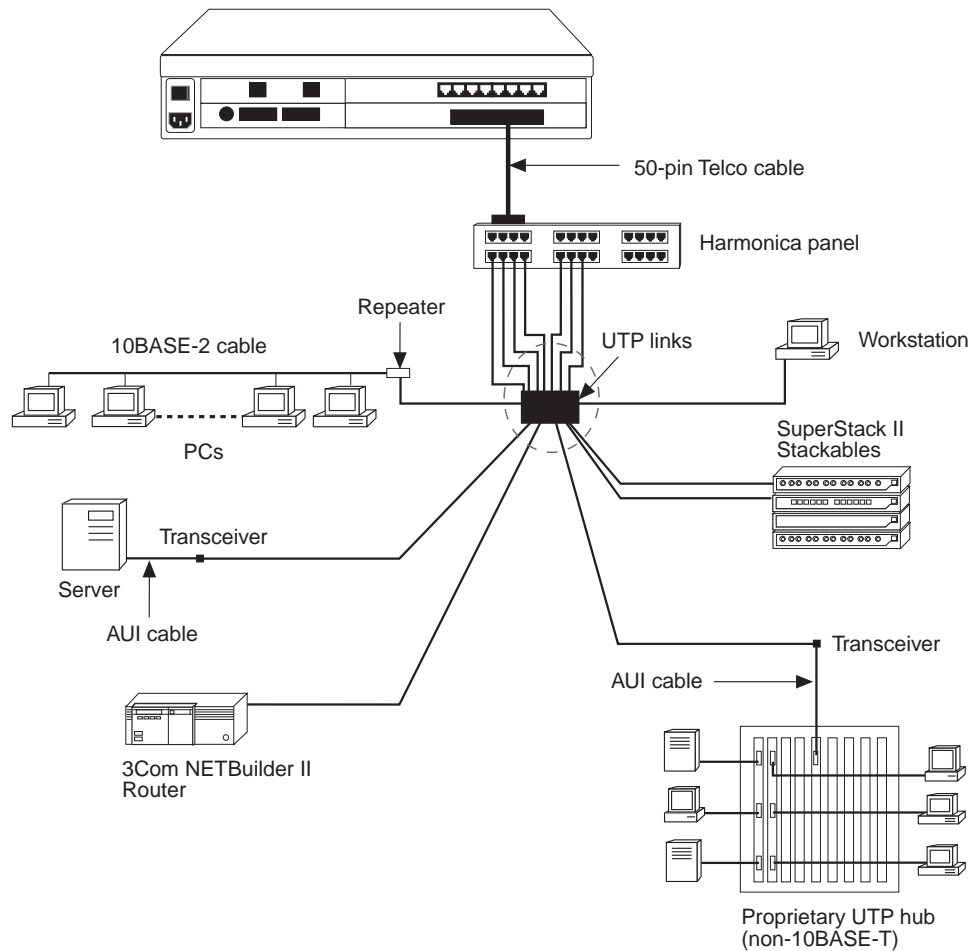 50-pin Telco cable
Harmonica panel
Repeater
10BASE-2 cable
UTP links
Workstation
PCs
SuperStack II
Stackables
Transceiver
Server
AUI cable
Transceiver
AUI cable
3Com NETBuilder II
Router
Proprietary UTP hub
(non-10BASE-T)